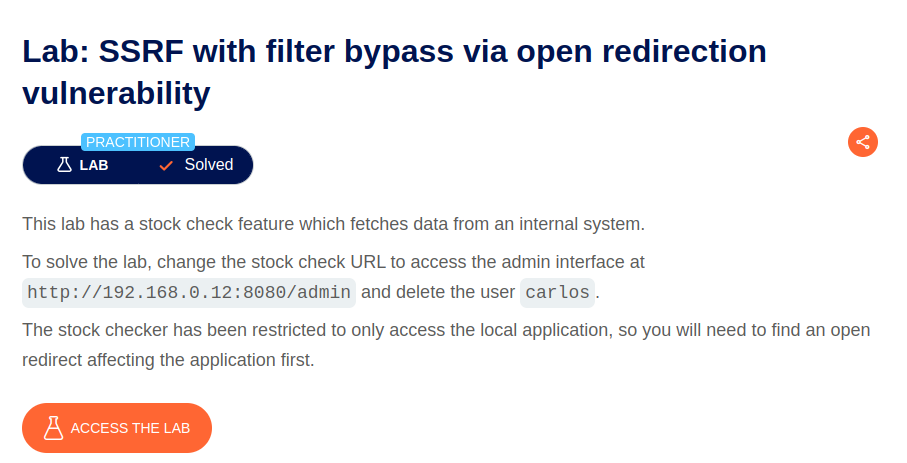 Lab: SSRF with filter bypass via open redirection
vulnerability
PRACTITIONER
LAB Solved
This lab has a stock check feature which fetches data from an internal system.
To solve the lab, change the stock check URL to access the admin interface at
http://192.168.0.12:8080/admin and delete the user carlos.
The stock checker has been restricted to only access the local application, so you will need to find an open
redirect affecting the application first.
ACCESS THE LAB